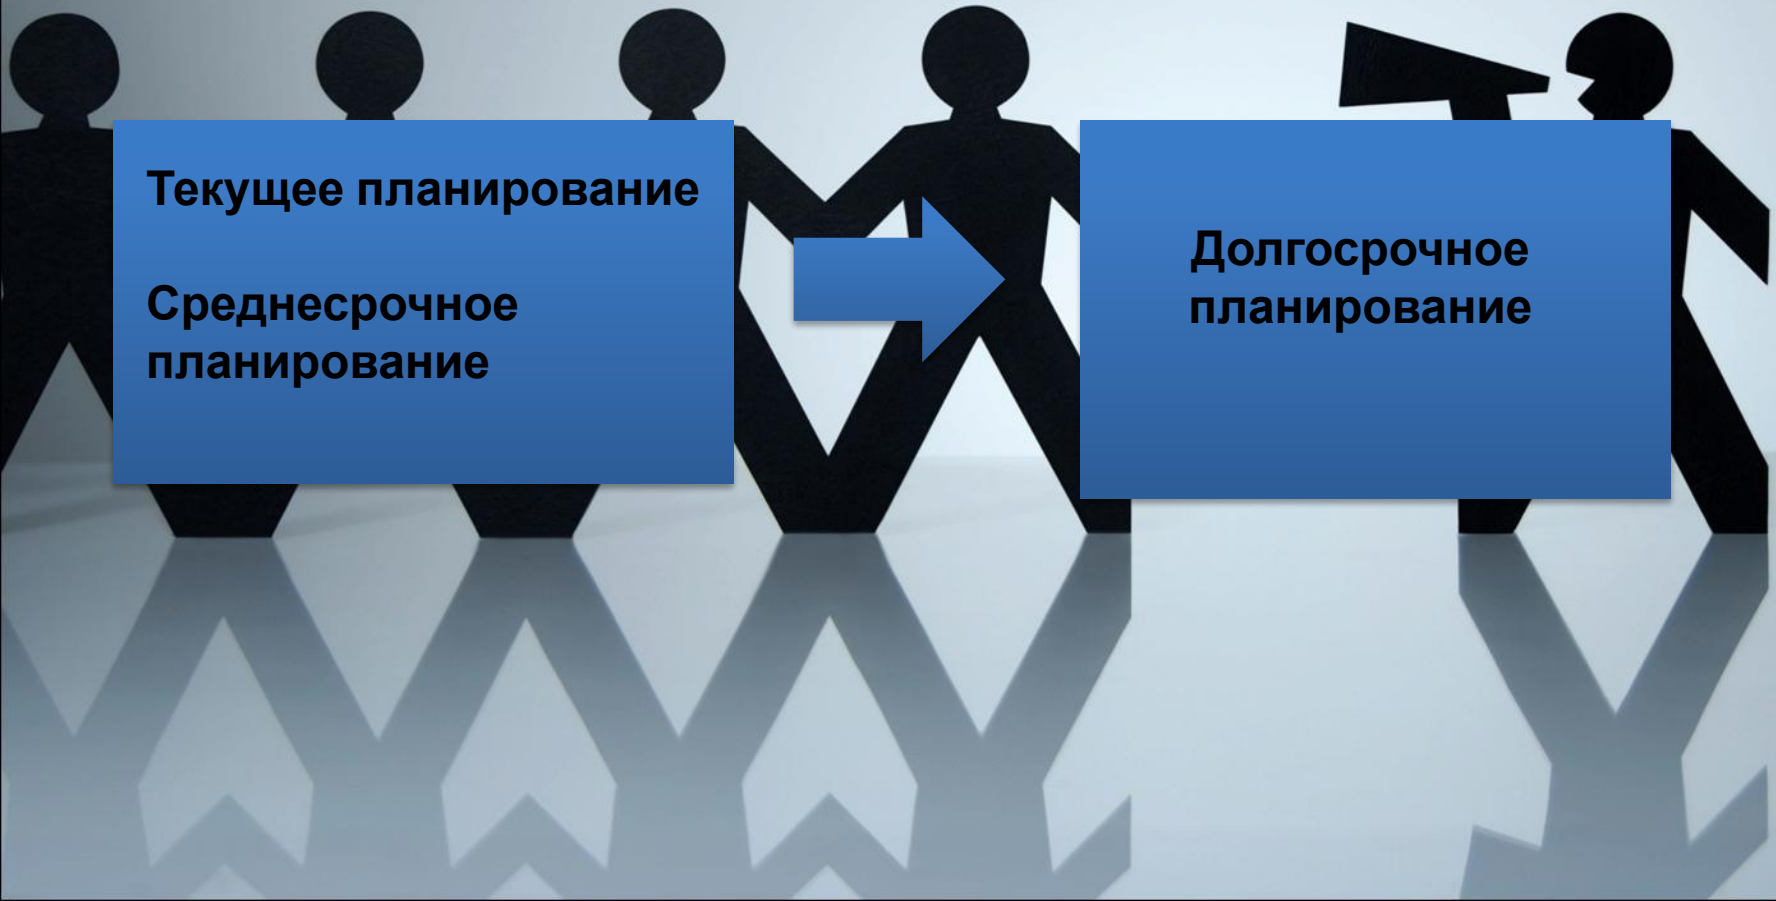 Текущее планирование
Среднесрочное
планирование
Долгосрочное
планирование